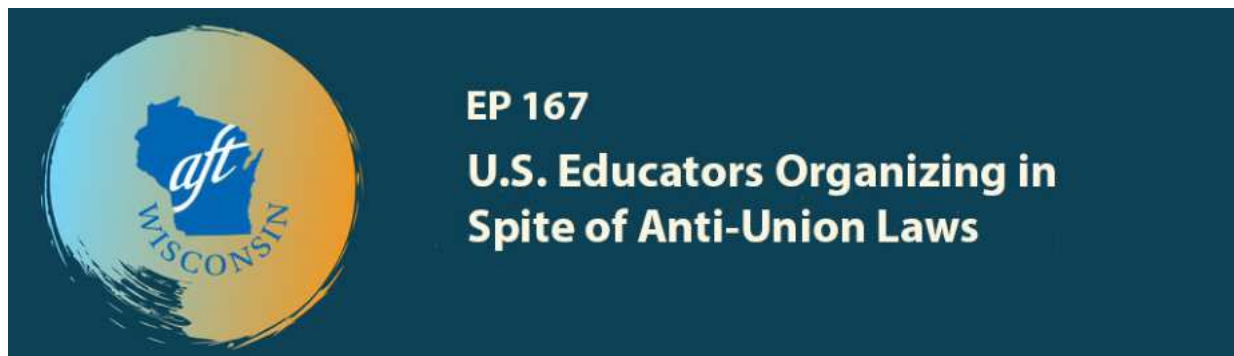 aft
WISCONSIN
EP 167
U.S. Educators Organizing in
Spite of Anti-Union Laws